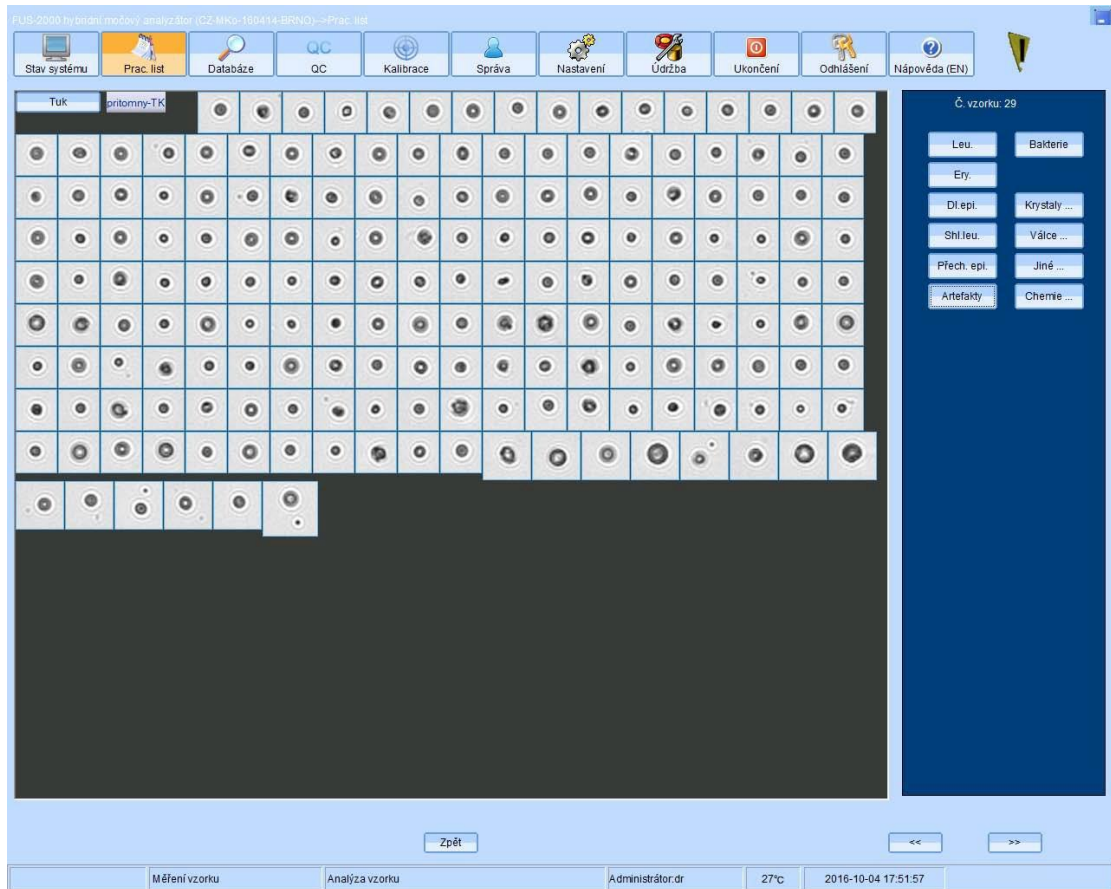 FUS-2000 hybridní močový analyzátor (CZ-MKb-160414-BRNO)-->Prac. list
Stav systému Prac. list Databáze QC QC Kalibrace Správa Nastavení Údržba Ukončení Odhlášení Nápověda (EN)
Tuk pritomny-TK Č. vzorku: 29
Leu. Bakterie
Ery.
Dl.epi. Krystaly ...
Shl.leu. Válce ...
Přech. epi. Jiné ...
Artefakty Chemie ...
Zpět << >>
Měření vzorku Analýza vzorku Administrátor:dr 27°C 2016-10-04 17:51:57